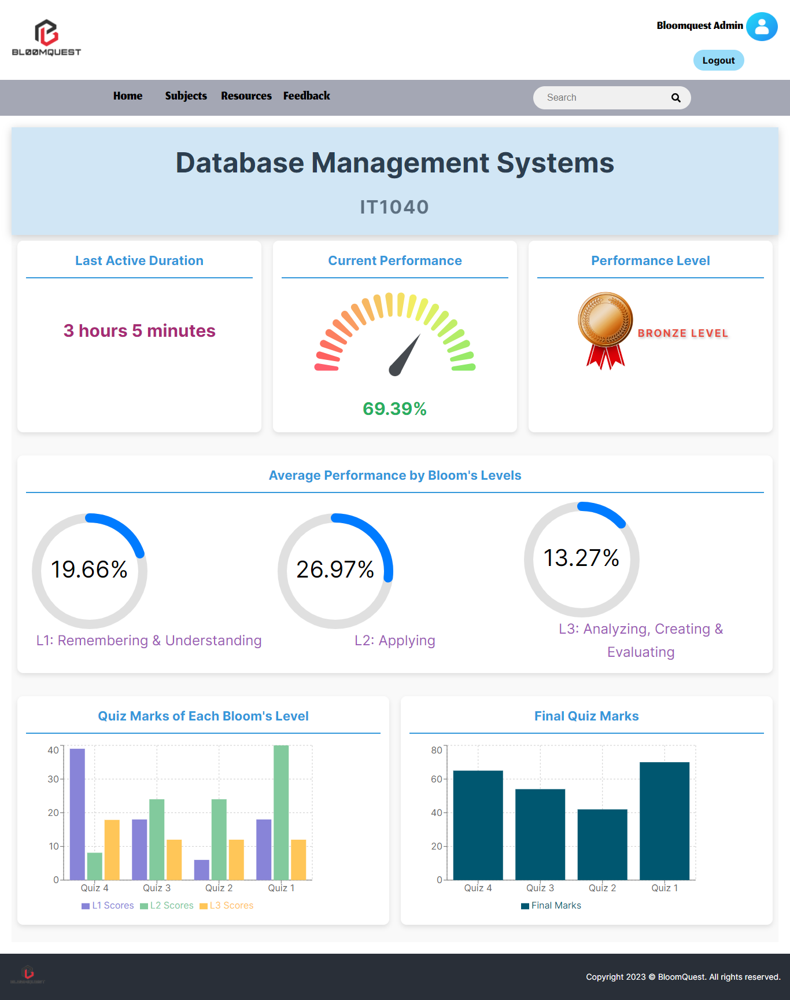 BLOOMQUEST
Bloomquest Admin
Logout
Home Subjects Resources Feedback
Search
Database Management Systems
IT1040
Last Active Duration
3 hours 5 minutes
Current Performance
69.39%
Performance Level
BRONZE LEVEL
Average Performance by Bloom's Levels
19.66%
L1: Remembering & Understanding
26.97%
L2: Applying
13.27%
L3: Analyzing, Creating &
Evaluating
Quiz Marks of Each Bloom's Level
40
30
20
10
0
Quiz 4 Quiz 3 Quiz 2 Quiz 1
L1 Scores L2 Scores L3 Scores
Final Quiz Marks
80
60
40
20
0
Quiz 4 Quiz 3 Quiz 2 Quiz 1
Final Marks
BLOOMQUEST
Copyright 2023 © BloomQuest. All rights reserved.